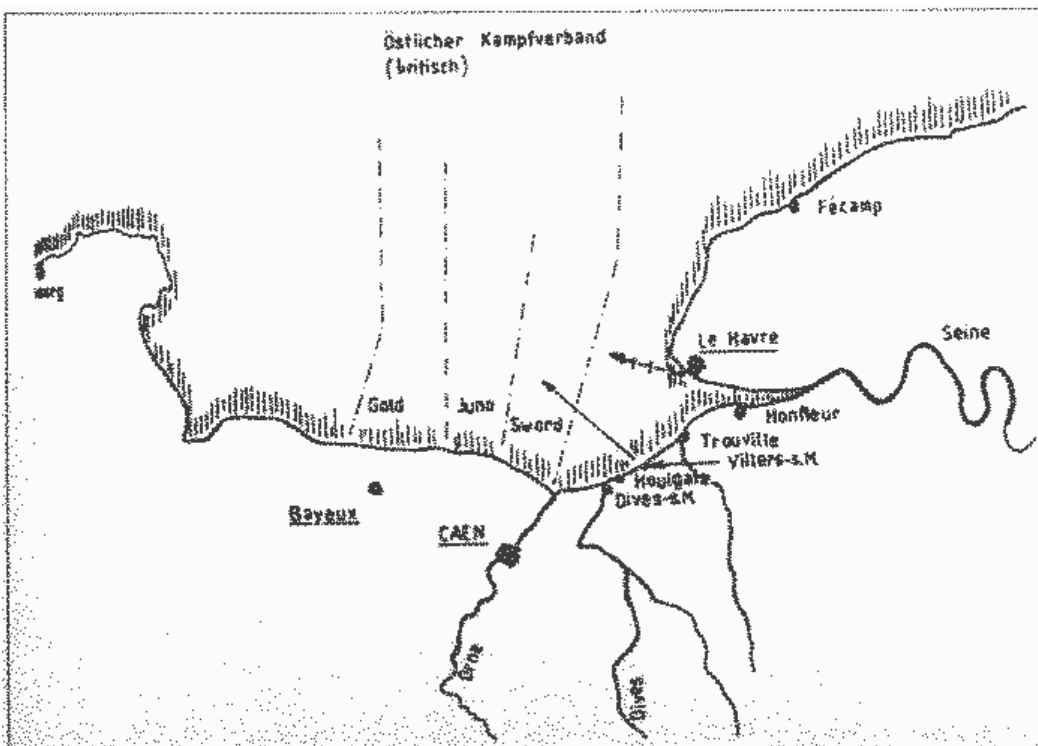 Östlicher Kampfverband
(britisch)
Fécamp
Le Havre
Seine
Gold
Juno
Sword
Honfleur
Trouville
Villers-s.M.
Houlgate
Dives-s.M
Bayeux
CAEN
Orne
Dives